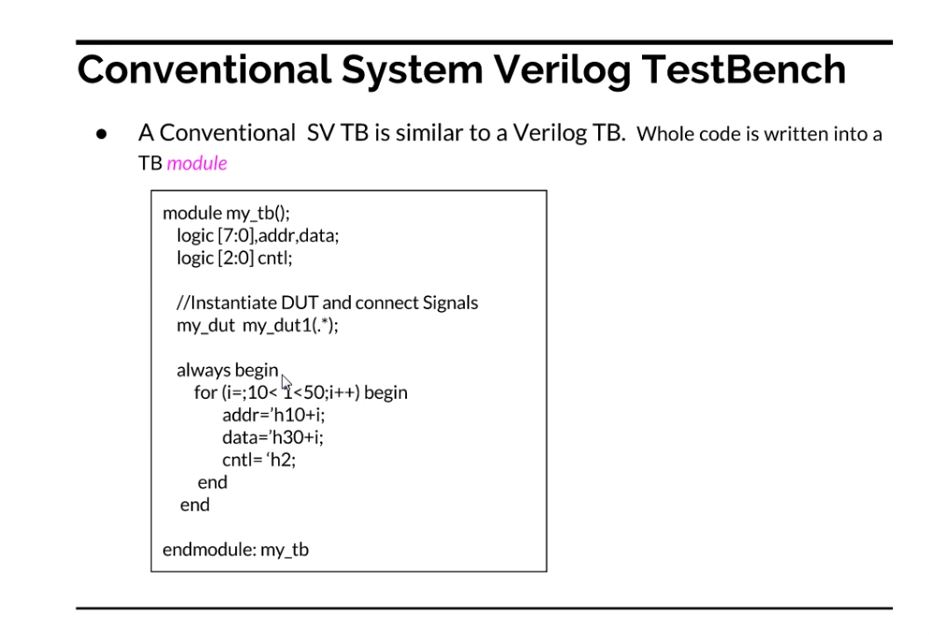 Conventional System Verilog TestBench
● A Conventional SV TB is similar to a Verilog TB. Whole code is written into a
TB module
module my_tb();
logic [7:0],addr,data;
logic [2:0] cntl;
//Instantiate DUT and connect Signals
my_dut my_dut1(.*);
always begin
for (i=;10< i<50;i++) begin
addr='h10+i;
data='h30+i;
cntl= ‘h2;
end
end
endmodule: my_tb